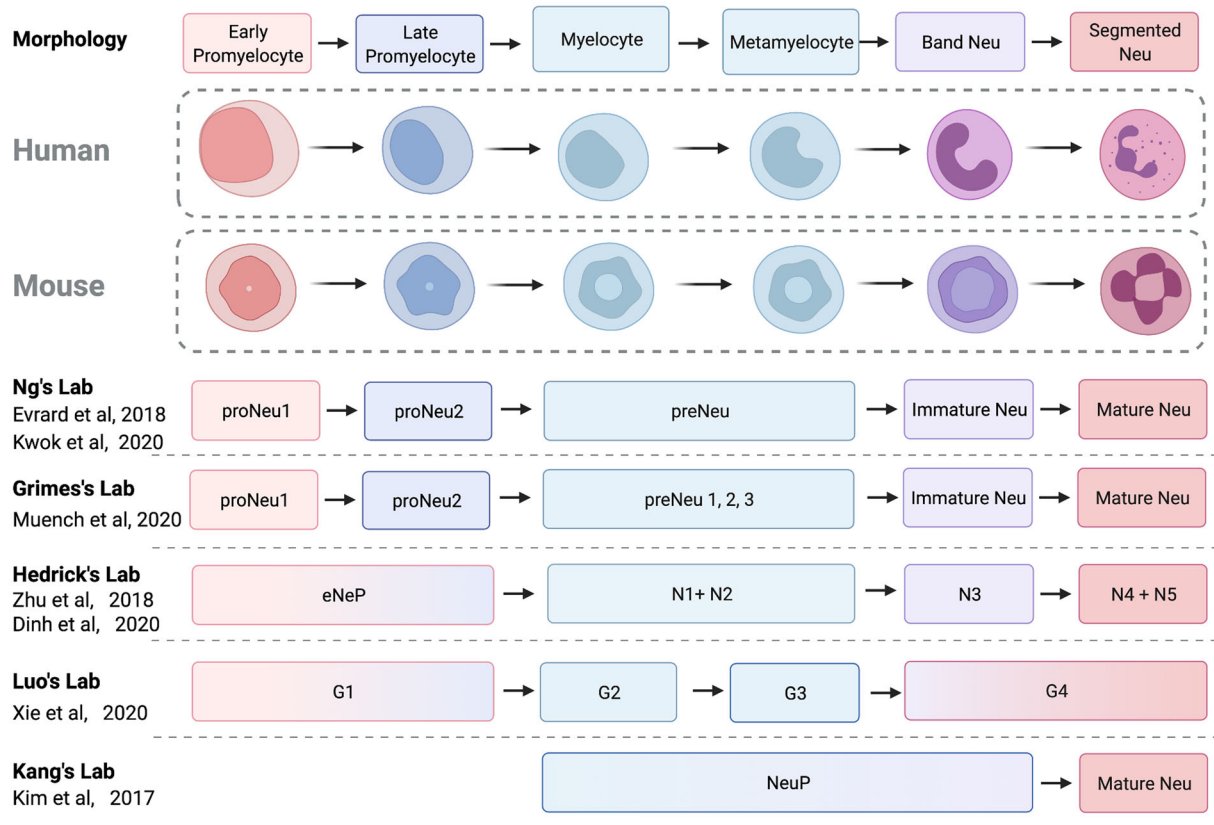 Morphology
Early Promyelocyte
Late Promyelocyte
Myelocyte
Metamyelocyte
Band Neu
Segmented Neu
Human
Mouse
Ng's Lab
Evrard et al, 2018
Kwok et al, 2020
proNeu1
proNeu2
preNeu
Immature Neu
Mature Neu
Grimes's Lab
Muench et al, 2020
proNeu1
proNeu2
preNeu 1, 2, 3
Immature Neu
Mature Neu
Hedrick's Lab
Zhu et al, 2018
Dinh et al, 2020
eNeP
N1+ N2
N3
N4 + N5
Luo's Lab
Xie et al, 2020
G1
G2
G3
G4
Kang's Lab
Kim et al, 2017
NeuP
Mature Neu